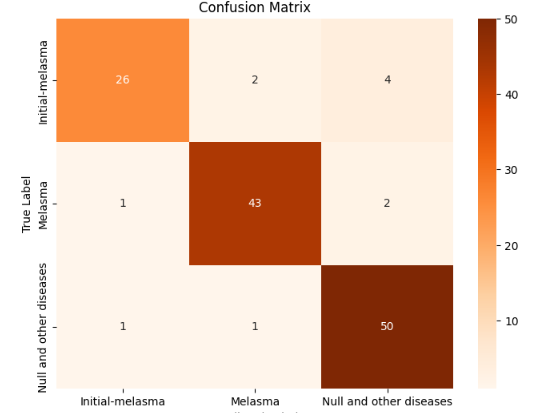 Confusion Matrix
Initial-melasma
Melasma
Null and other diseases
True Label
26 2 4
1 43 2
1 1 50
50
40
30
20
10
Initial-melasma Melasma Null and other diseases